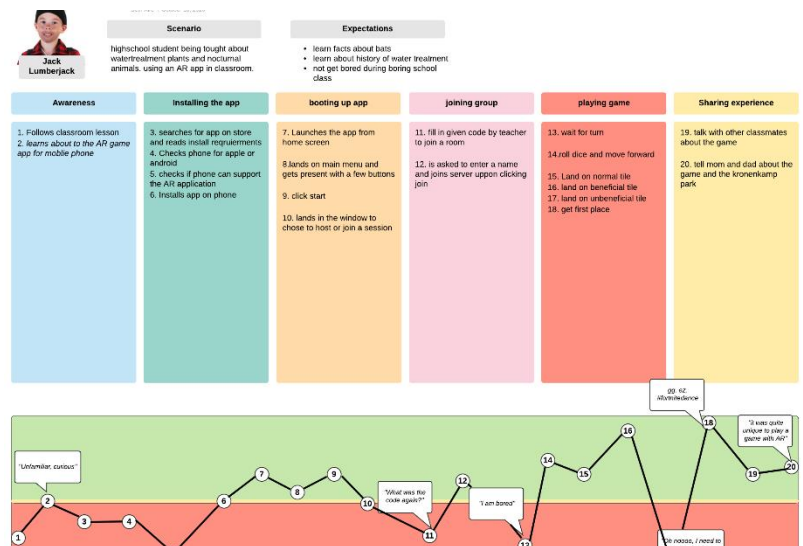 Scenario
Expectations
Jack
Lumberjack
highschool student being tought about
watertreatment plants and nocturnal
animals. using an AR app in classroom.
• learn facts about bats
• learn about history of water treatment
• not get bored during boring school
class
Awareness
Installing the app
booting up app
joining group
playing game
Sharing experience
1. Follows classroom lesson
2. learns about to the AR game
app for moblie phone
3. searches for app on store
and reads install reqruierments
4. Checks phone for apple or
android
5. checks if phone can support
the AR application
6. Installs app on phone
7. Launches the app from
home screen
8.lands on main menu and
gets present with a few buttons
9. click start
10. lands in the window to
chose to host or join a session
11. fill in given code by teacher
to join a room
12. is asked to enter a name
and joins server uppon clicking
join
13. wait for turn
14.roll dice and move forward
15. Land on normal tile
16. land on beneficial tile
17. land on unbeneficial tile
18. get first place
19. talk with other classmates
about the game
20. tell mom and dad about the
game and the kronenkamp
park
gg. ez.
"it was quite
unique to play a
game with AR"
"Unfamiliar, curious"
"What was the
code again?"
"I am bored"
"Oh noooo, I need to
1
2
3
4
6
7
8
9
10
11
12
13
14
15
16
18
19
20